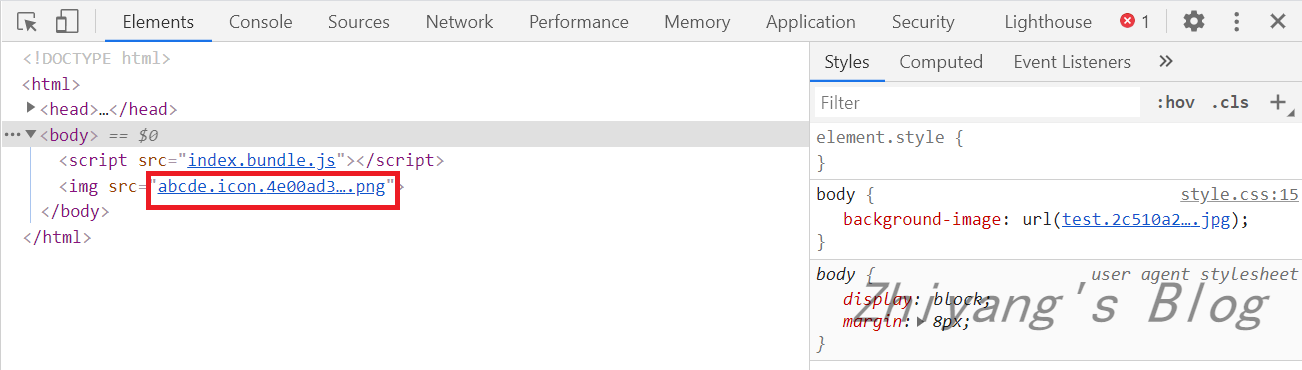 Elements Console Sources Network Performance Memory Application Security Lighthouse 1
<!DOCTYPE html>
<html>
<head>…</head>
<body> == $0
<script src="index.bundle.js"></script>
<img src="abcde.icon.4e00ad3….png">
</body>
</html>
Styles Computed Event Listeners »
Filter :hov .cls +
element.style {
}
body { style.css:15
background-image: url(test.2c510a2….jpg);
}
body { user agent stylesheet
display: block;
margin: 8px;
}
Zhiyang's Blog